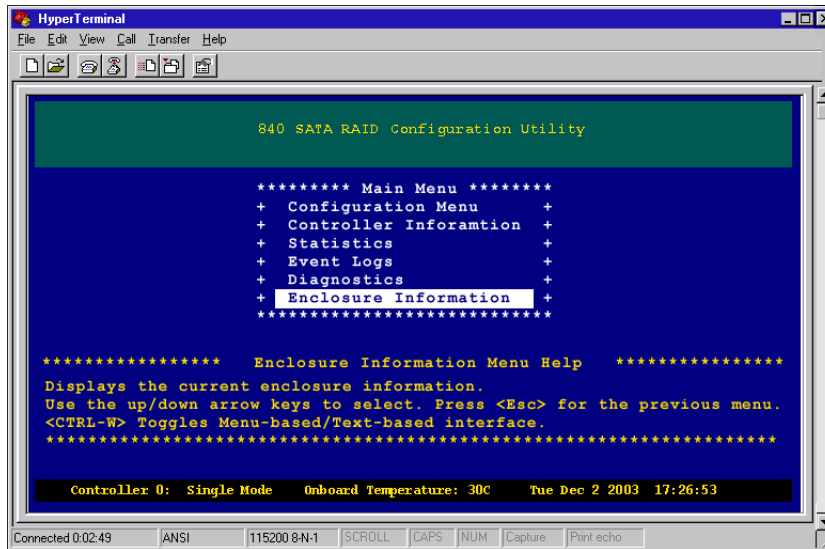 HyperTerminal
File Edit View Call Transfer Help
840 SATA RAID Configuration Utility
********* Main Menu ********
+ Configuration Menu +
+ Controller Inforamtion +
+ Statistics +
+ Event Logs +
+ Diagnostics +
+ Enclosure Information +
****************************
***************** Enclosure Information Menu Help ****************
Displays the current enclosure information.
Use the up/down arrow keys to select. Press <Esc> for the previous menu.
<CTRL-W> Toggles Menu-based/Text-based interface.
***********************************************************************
Controller 0: Single Mode Onboard Temperature: 30C Tue Dec 2 2003 17:26:53
Connected 0:02:49 ANSI 115200 8-N-1 SCROLL CAPS NUM Capture Print echo